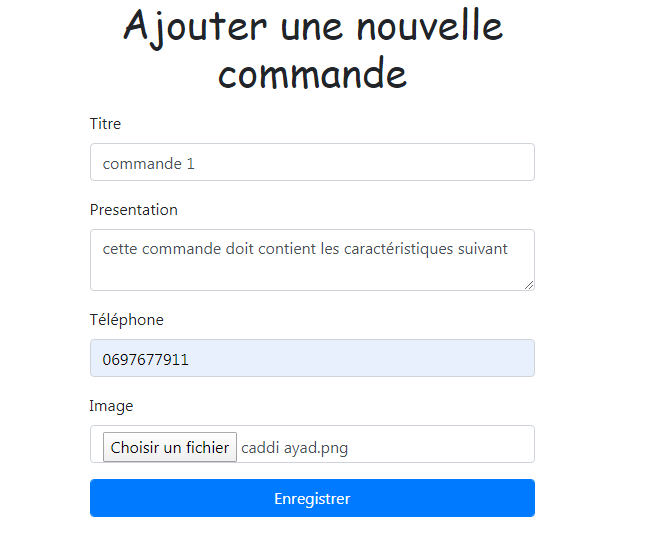 Ajouter une nouvelle
commande
Titre
commande 1
Presentation
cette commande doit contient les caractéristiques suivant
Téléphone
0697677911
Image
Choisir un fichier caddi ayad.png
Enregistrer